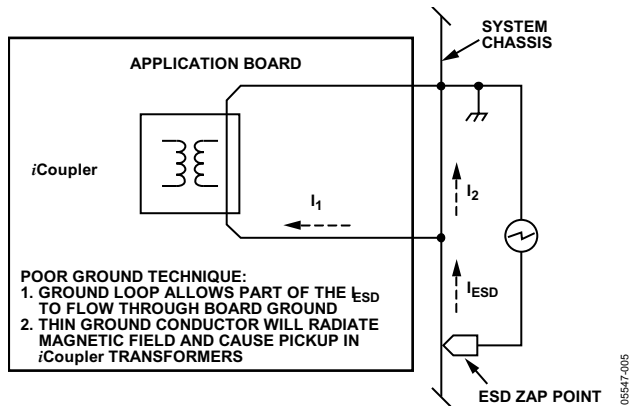 SYSTEM
CHASSIS
APPLICATION BOARD
iCoupler
I1
I2
IESD
POOR GROUND TECHNIQUE:
1. GROUND LOOP ALLOWS PART OF THE IESD
TO FLOW THROUGH BOARD GROUND
2. THIN GROUND CONDUCTOR WILL RADIATE
MAGNETIC FIELD AND CAUSE PICKUP IN
iCoupler TRANSFORMERS
ESD ZAP POINT
05547-005